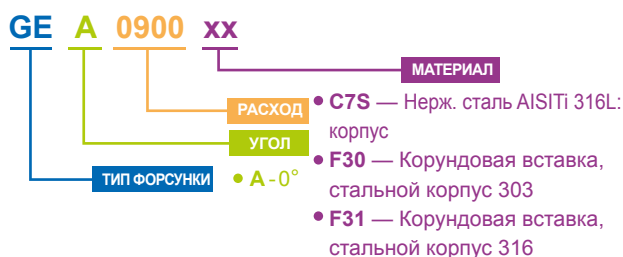 GE A 0900 xx
МАТЕРИАЛ
РАСХОД
УГОЛ
ТИП ФОРСУНКИ
• A - 0°
• C7S — Нерж. сталь AISITi 316L:
корпус
• F30 — Корундовая вставка,
стальной корпус 303
• F31 — Корундовая вставка,
стальной корпус 316